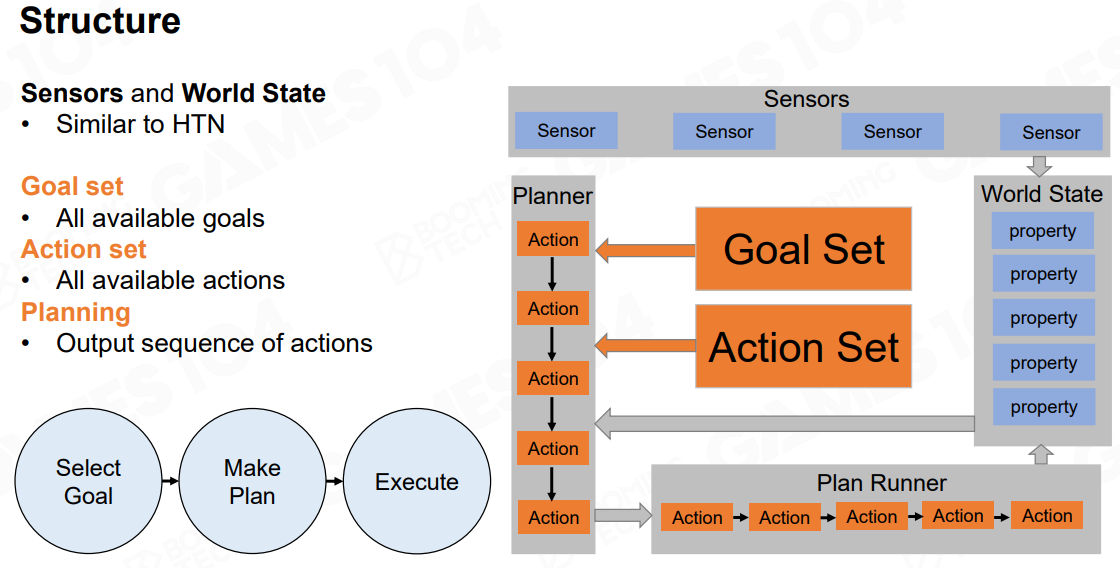 Structure
Sensors and World State
• Similar to HTN
Goal set
• All available goals
Action set
• All available actions
Planning
• Output sequence of actions
Select
Goal
Make
Plan
Execute
Sensors
Sensor
Sensor
Sensor
Sensor
Planner
Action
Action
Action
Action
Action
Goal Set
Action Set
World State
property
property
property
property
property
Plan Runner
Action
Action
Action
Action
Action
GAMES104
BOOMING
TECH